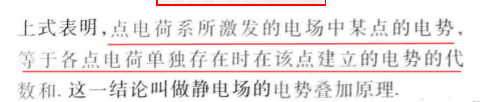 上式表明,点电荷系所激发的电场中某点的电势,
等于各点电荷单独存在时在该点建立的电势的代
数和.这一结论叫做静电场的电势叠加原理.